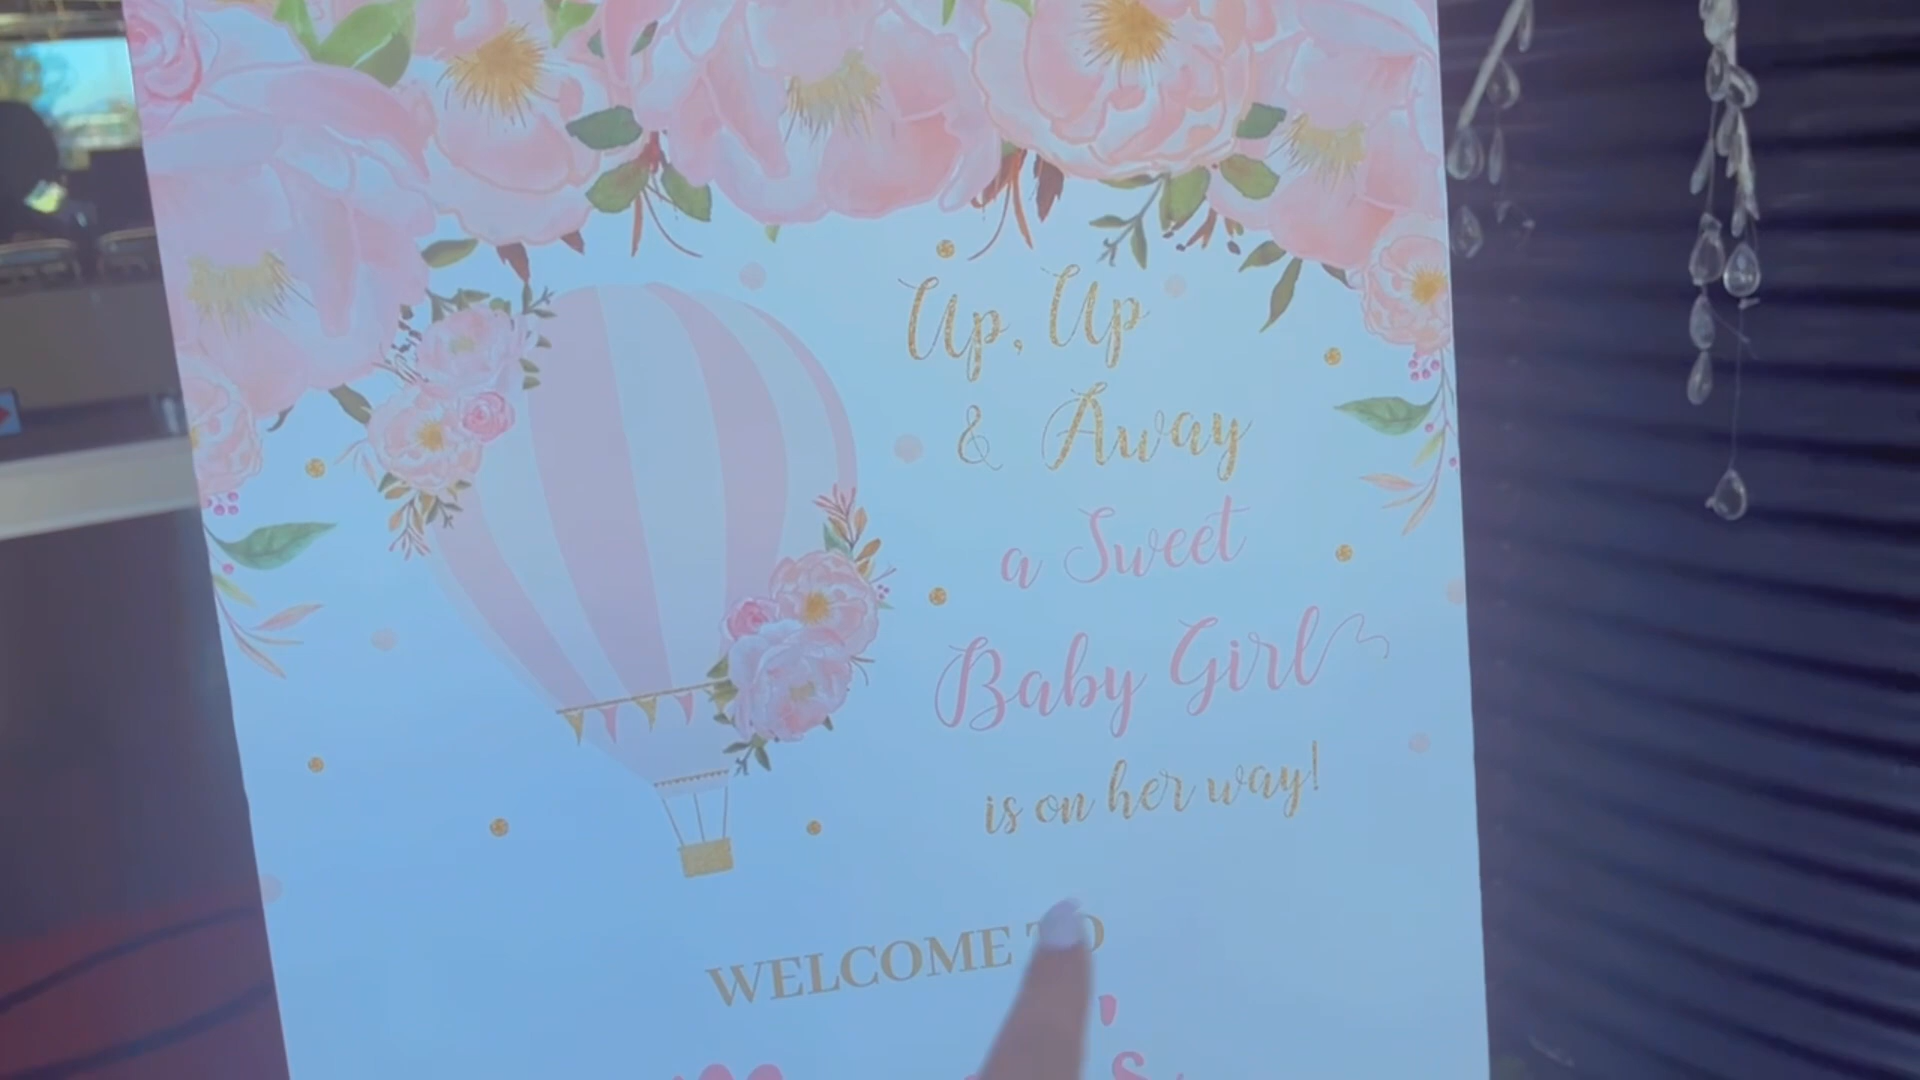 Up, Up
& Away
a Sweet
Baby Girl
is on her way!
WELCOME TO